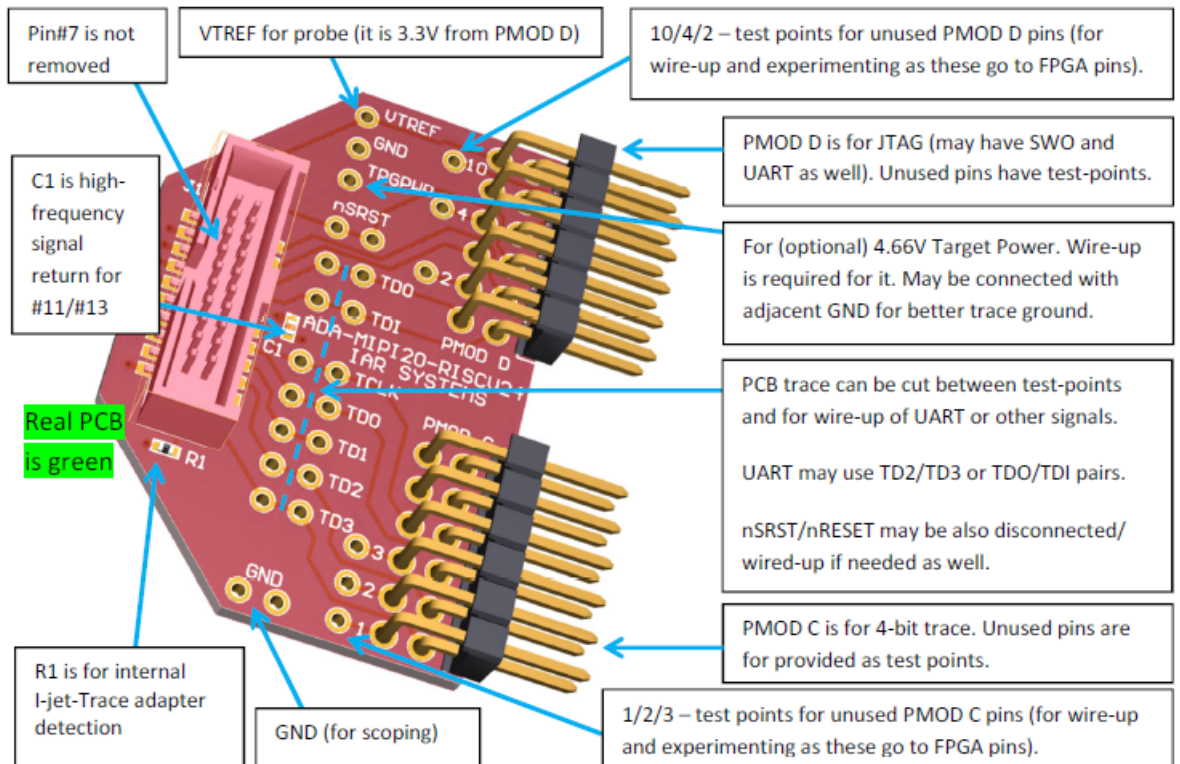 Pin#7 is not
removed
VTREF for probe (it is 3.3V from PMOD D)
10/4/2 – test points for unused PMOD D pins (for
wire-up and experimenting as these go to FPGA pins).
C1 is high-
frequency
signal
return for
#11/#13
PMOD D is for JTAG (may have SWO and
UART as well). Unused pins have test-points.
For (optional) 4.66V Target Power. Wire-up
is required for it. May be connected with
adjacent GND for better trace ground.
PCB trace can be cut between test-points
and for wire-up of UART or other signals.
UART may use TD2/TD3 or TDO/TDI pairs.
nSRST/nRESET may be also disconnected/
wired-up if needed as well.
PMOD C is for 4-bit trace. Unused pins are
for provided as test points.
1/2/3 – test points for unused PMOD C pins (for wire-up
and experimenting as these go to FPGA pins).
Real PCB
is green
R1 is for internal
I-jet-Trace adapter
detection
GND (for scoping)
VTREF
GND
10
TRGPWR
4
nSRST
2
TDO
TDI
PMOD D
ADA-MIPI20-RISCV24
IAR SYSTEMS
C1
TCLK
TD0
PMOD C
TD1
R1
TD2
TD3
3
GND
2
1